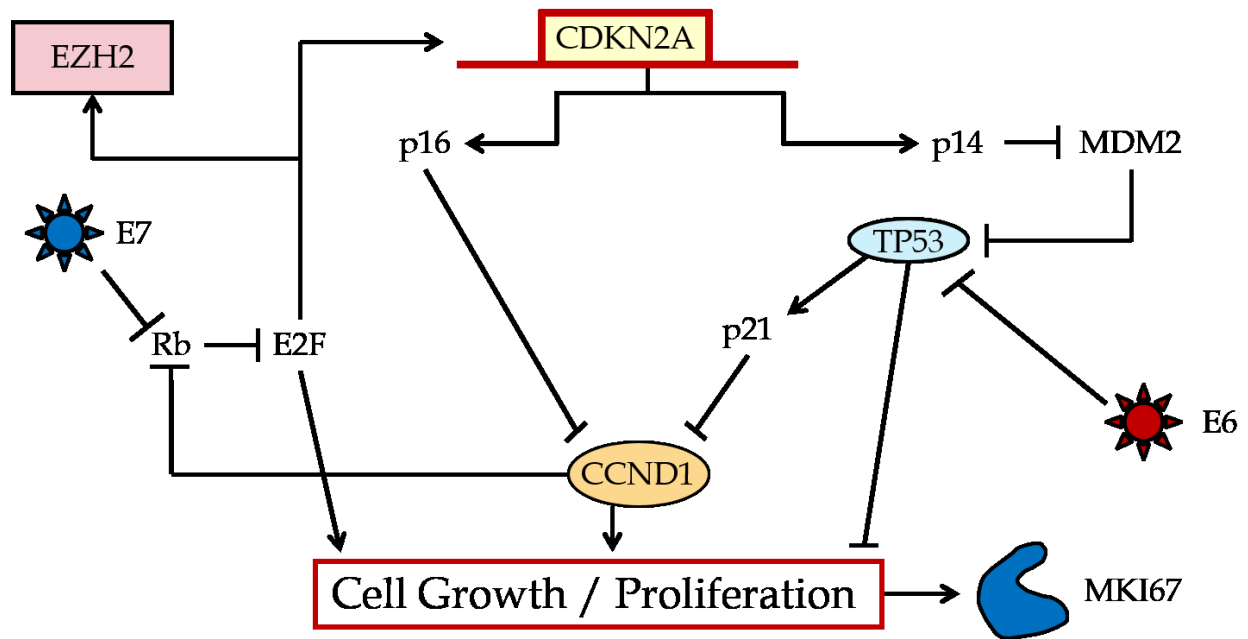 CDKN2A
EZH2
p16
p14
MDM2
E7
TP53
Rb
E2F
p21
E6
CCND1
Cell Growth / Proliferation
MKI67